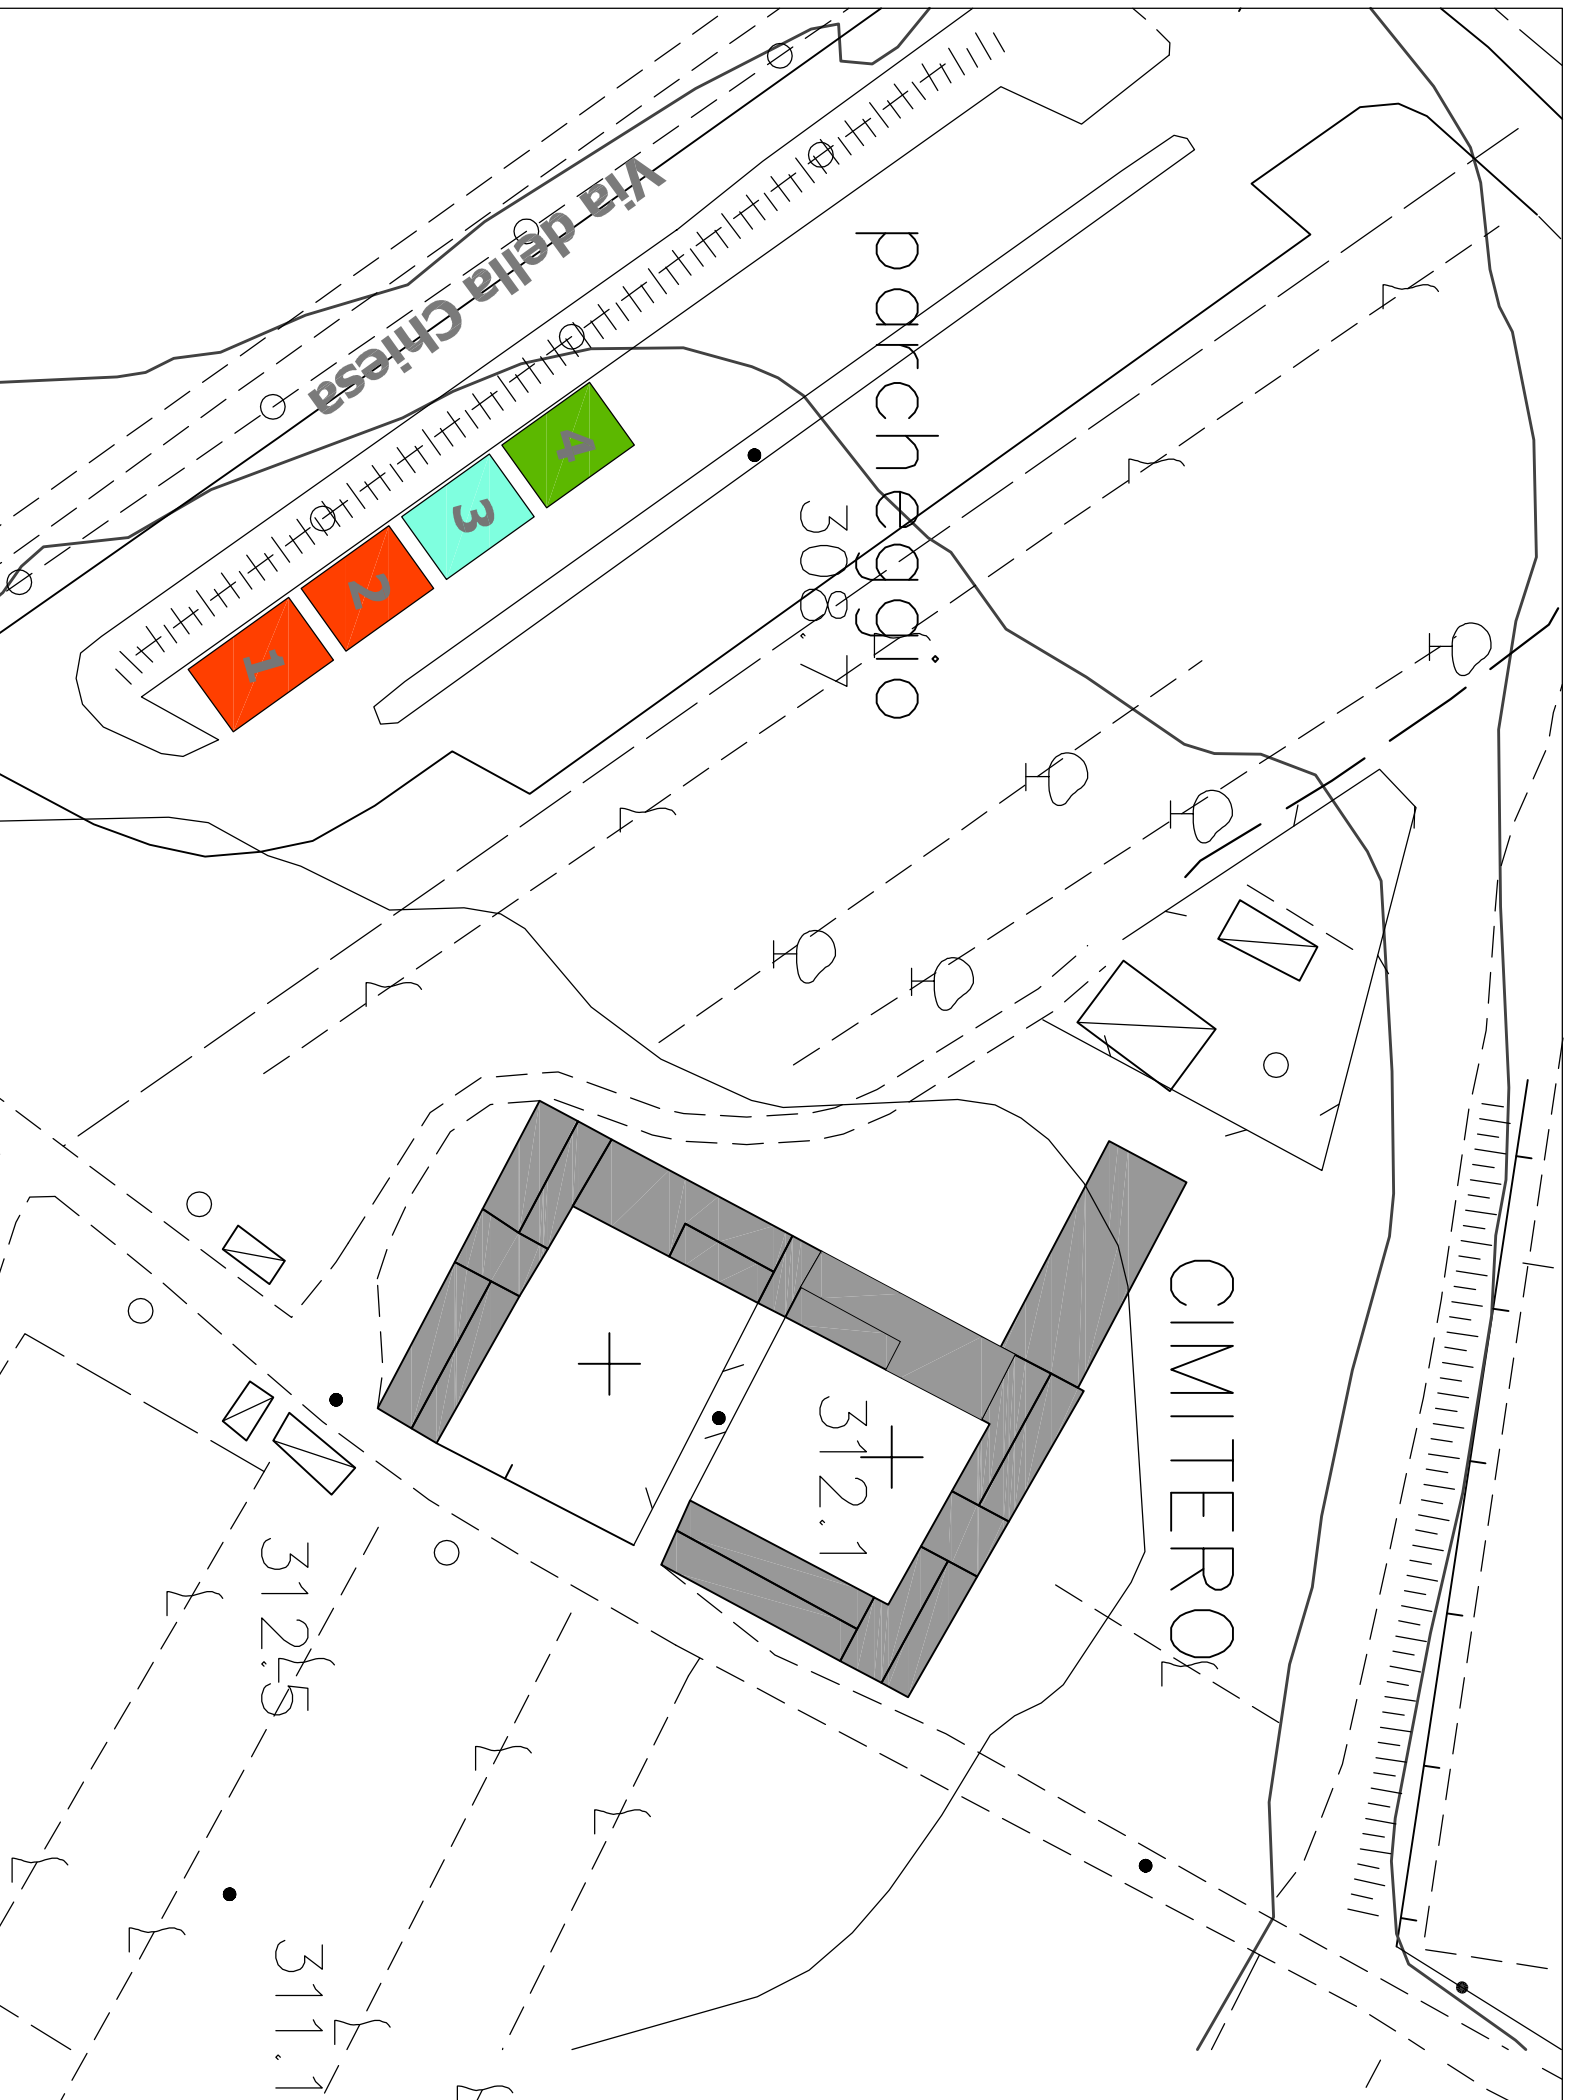 Via della Chiesa
parcheggio
308.7
4
3
2
1
CIMITERO
312.1
312.5
311.1